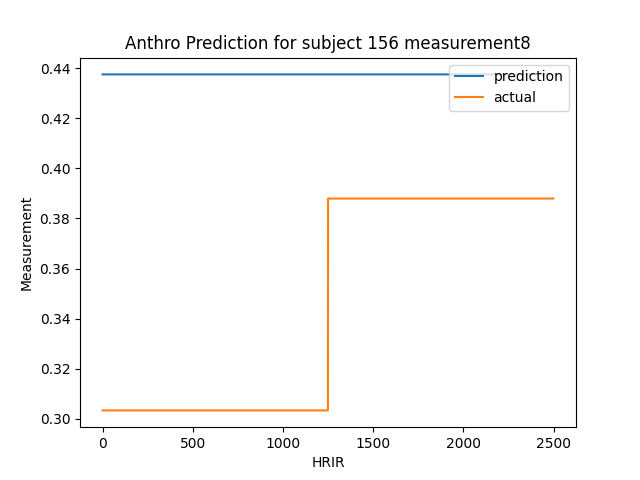 Anthro Prediction for subject 156 measurement8
prediction
actual
0.44
0.42
0.40
0.38
0.36
0.34
0.32
0.30
Measurement
0 500 1000 1500 2000 2500
HRIR